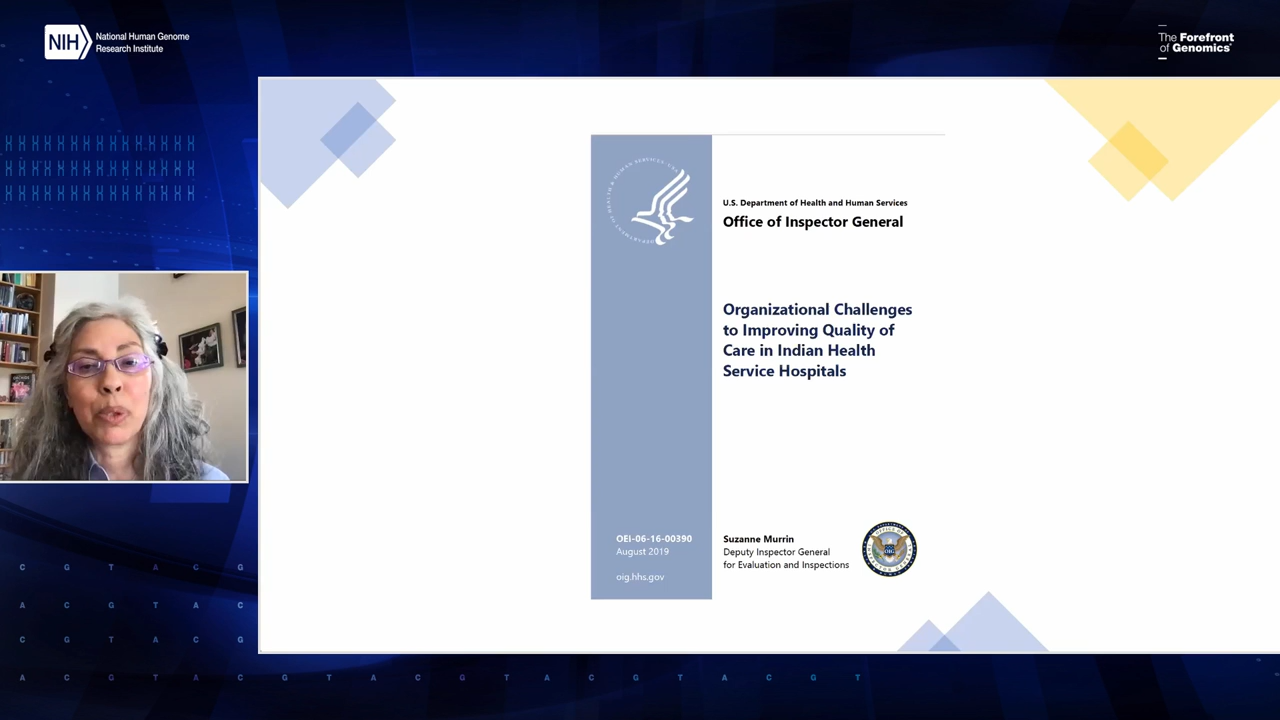 NIH
National Human Genome
Research Institute
The Forefront
of Genomics
U.S. Department of Health and Human Services
Office of Inspector General
Organizational Challenges
to Improving Quality of
Care in Indian Health
Service Hospitals
OEI-06-16-00390
August 2019
oig.hhs.gov
Suzanne Murrin
Deputy Inspector General
for Evaluation and Inspections
OIG
C G T A C G
A C G T A C
C G T A C G
A C G T A C G T A C G T A C G T A C G T